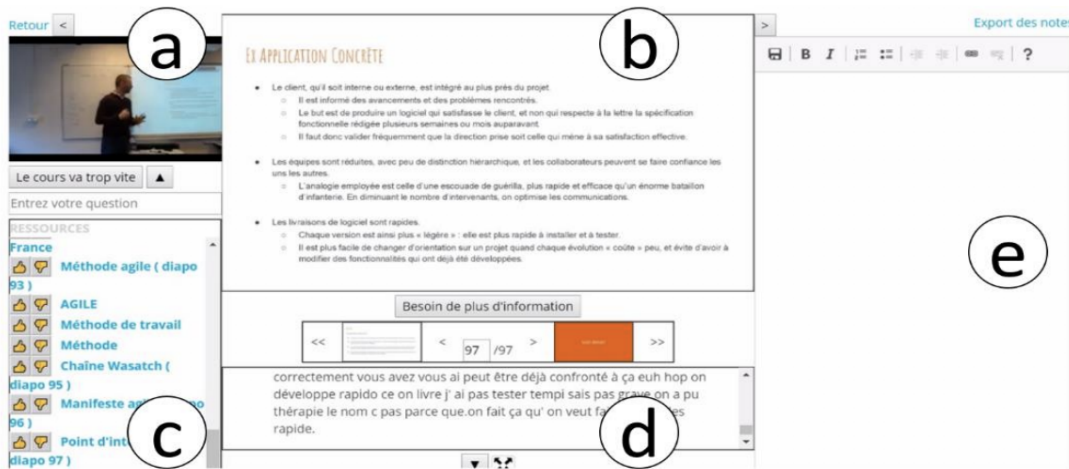 Retour <
a
Le cours va trop vite ▲
Entrez votre question
RESSOURCES
France
Méthode agile ( diapo
93 )
AGILE
Méthode de travail
Méthode
Chaîne Wasatch (
diapo 95 )
Manifeste
96 )
Point
diapo 97 )
c
b
Ex Application Concrète
• Le client, qu'il soit interne ou externe, est intégré au plus près du projet
○ Il est informé des avancements et des problèmes rencontrés.
○ Le but est de produire un logiciel qui satisfasse le client, et non qui respecte à la lettre la spécification
fonctionnelle rédigée plusieurs semaines ou mois auparavant.
○ Il faut donc valider fréquemment que la direction prise soit celle qui mène à sa satisfaction effective.
• Les équipes sont réduites, avec peu de distinction hiérarchique, et les collaborateurs peuvent se faire confiance les
uns les autres.
○ L'analogie employée est celle d'une escouade de guérilla, plus rapide et efficace qu'un énorme bataillon
d'infanterie. En diminuant le nombre d'intervenants, on optimise les communications.
• Les livraisons de logiciel sont rapides.
○ Chaque version est ainsi plus « légère » : elle est plus rapide à installer et à tester.
○ Il est plus facile de changer d'orientation sur un projet quand chaque évolution « coûte » peu, et évite d'avoir à
modifier des fonctionnalités qui ont déjà été développées.
Besoin de plus d'information
<< < 97 /97 > >>
correctement vous avez vous ai peut être déjà confronté à ça euh hop on
développe rapido ce on livre j' ai pas tester tempi sais pas grave on a pu
thérapie le nom c pas parce que.on fait ça qu' on veut
rapide.
d
▼
> Export des notes
B I ?
e